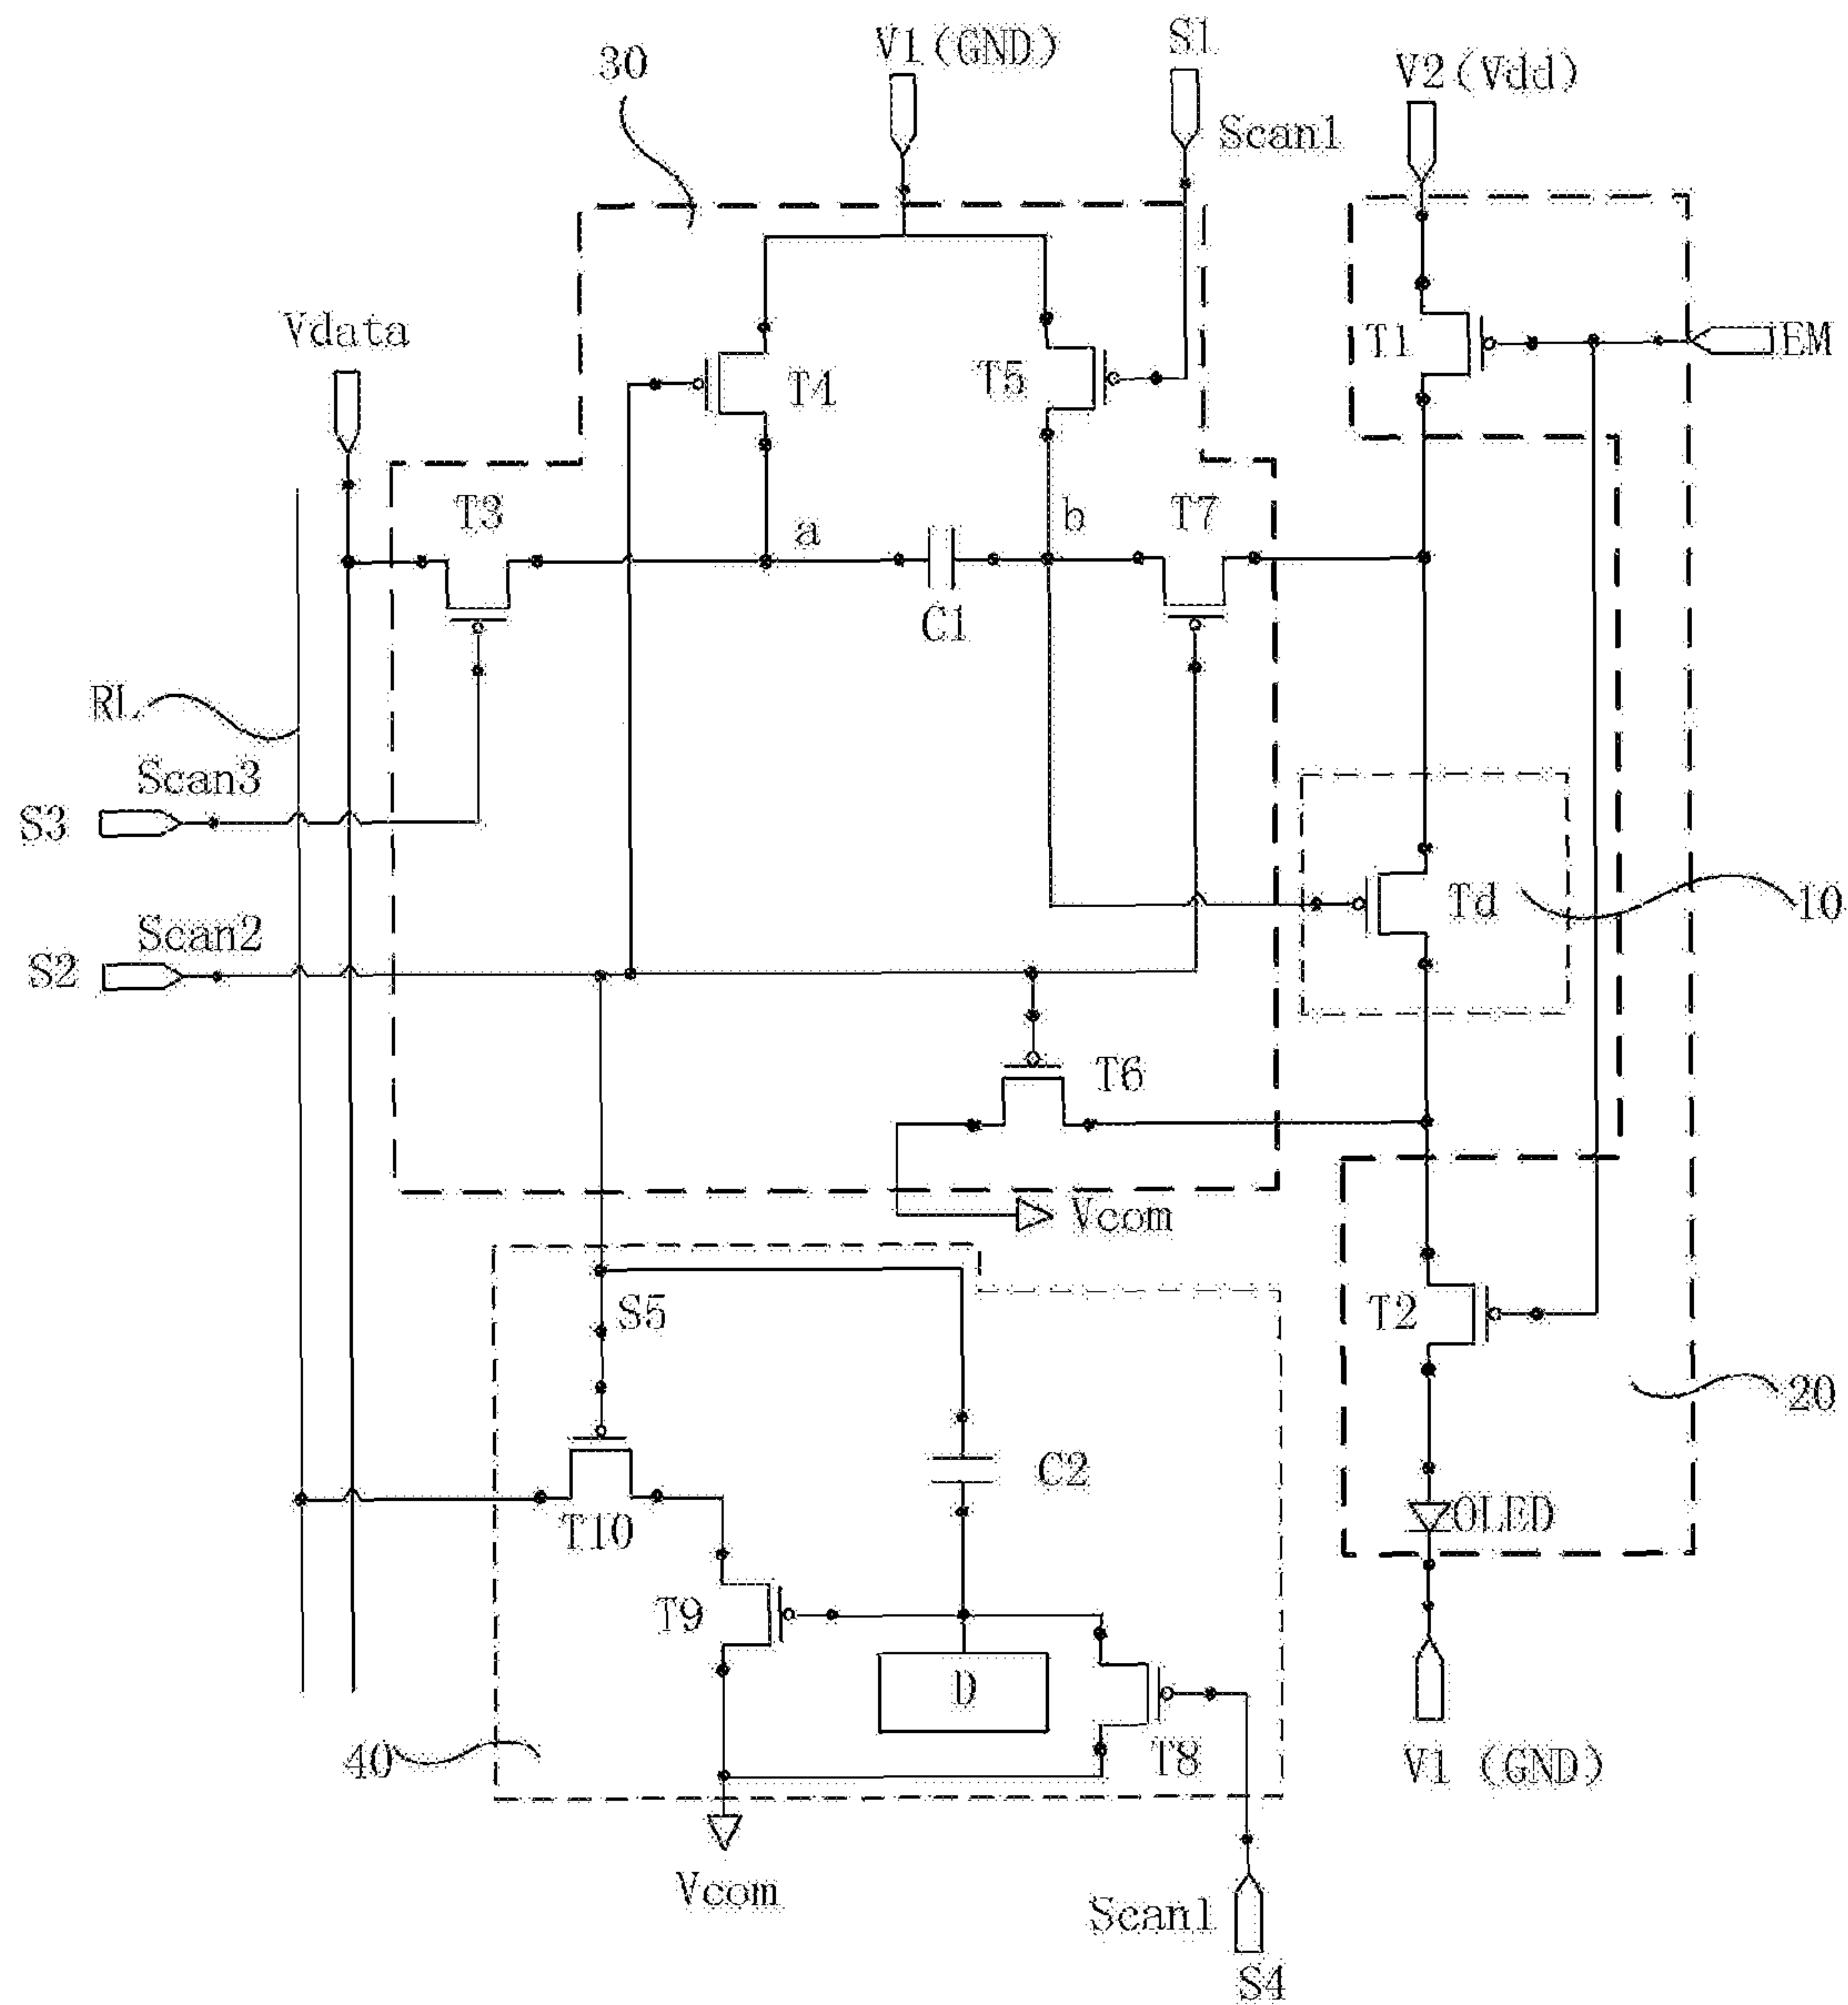 V1(GND)
S1
V2(Vdd)
30
Scan1
Vdata
T1
EM
T4
T5
T3
a
b
T7
C1
RL
Scan3
S3
Td
10
Scan2
S2
T6
Vcom
S5
T2
20
C2
OLED
T10
T9
D
40
T8
V1 (GND)
Vcom
Scan1
S4